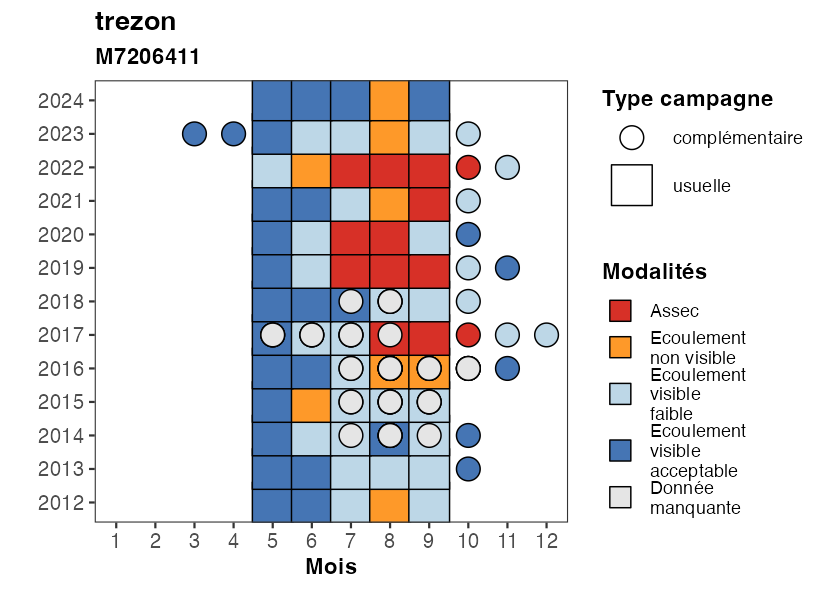 trezon
M7206411
2024
2023
2022
2021
2020
2019
2018
2017
2016
2015
2014
2013
2012
1 2 3 4 5 6 7 8 9 10 11 12
Mois
Type campagne
complémentaire
usuelle
Modalités
Assec
Ecoulement
non visible
Ecoulement
visible
faible
Ecoulement
visible
acceptable
Donnée
manquante